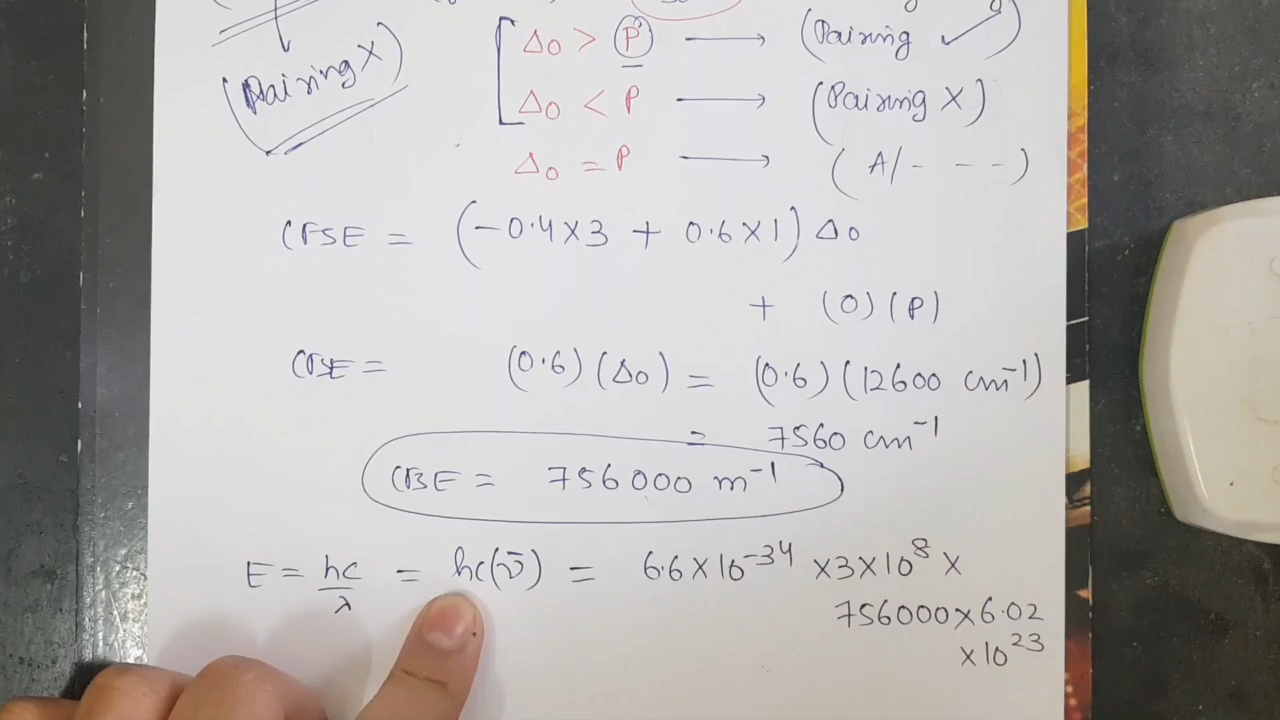 Δ₀ > P → (Pairing ✓)
(Pairing X)
Δ₀ < P → (Pairing X)
Δ₀ = P → (A/- - -)
CFSE = (-0.4×3 + 0.6×1) Δ₀
+ (0)(P)
CFSE = (0.6)(Δ₀) = (0.6)(12600 cm⁻¹)
= 7560 cm⁻¹
CFSE = 756000 m⁻¹
E = hc/λ = hc(ν̄) = 6.6×10⁻³⁴ ×3×10⁸ ×
756000×6.02
×10²³